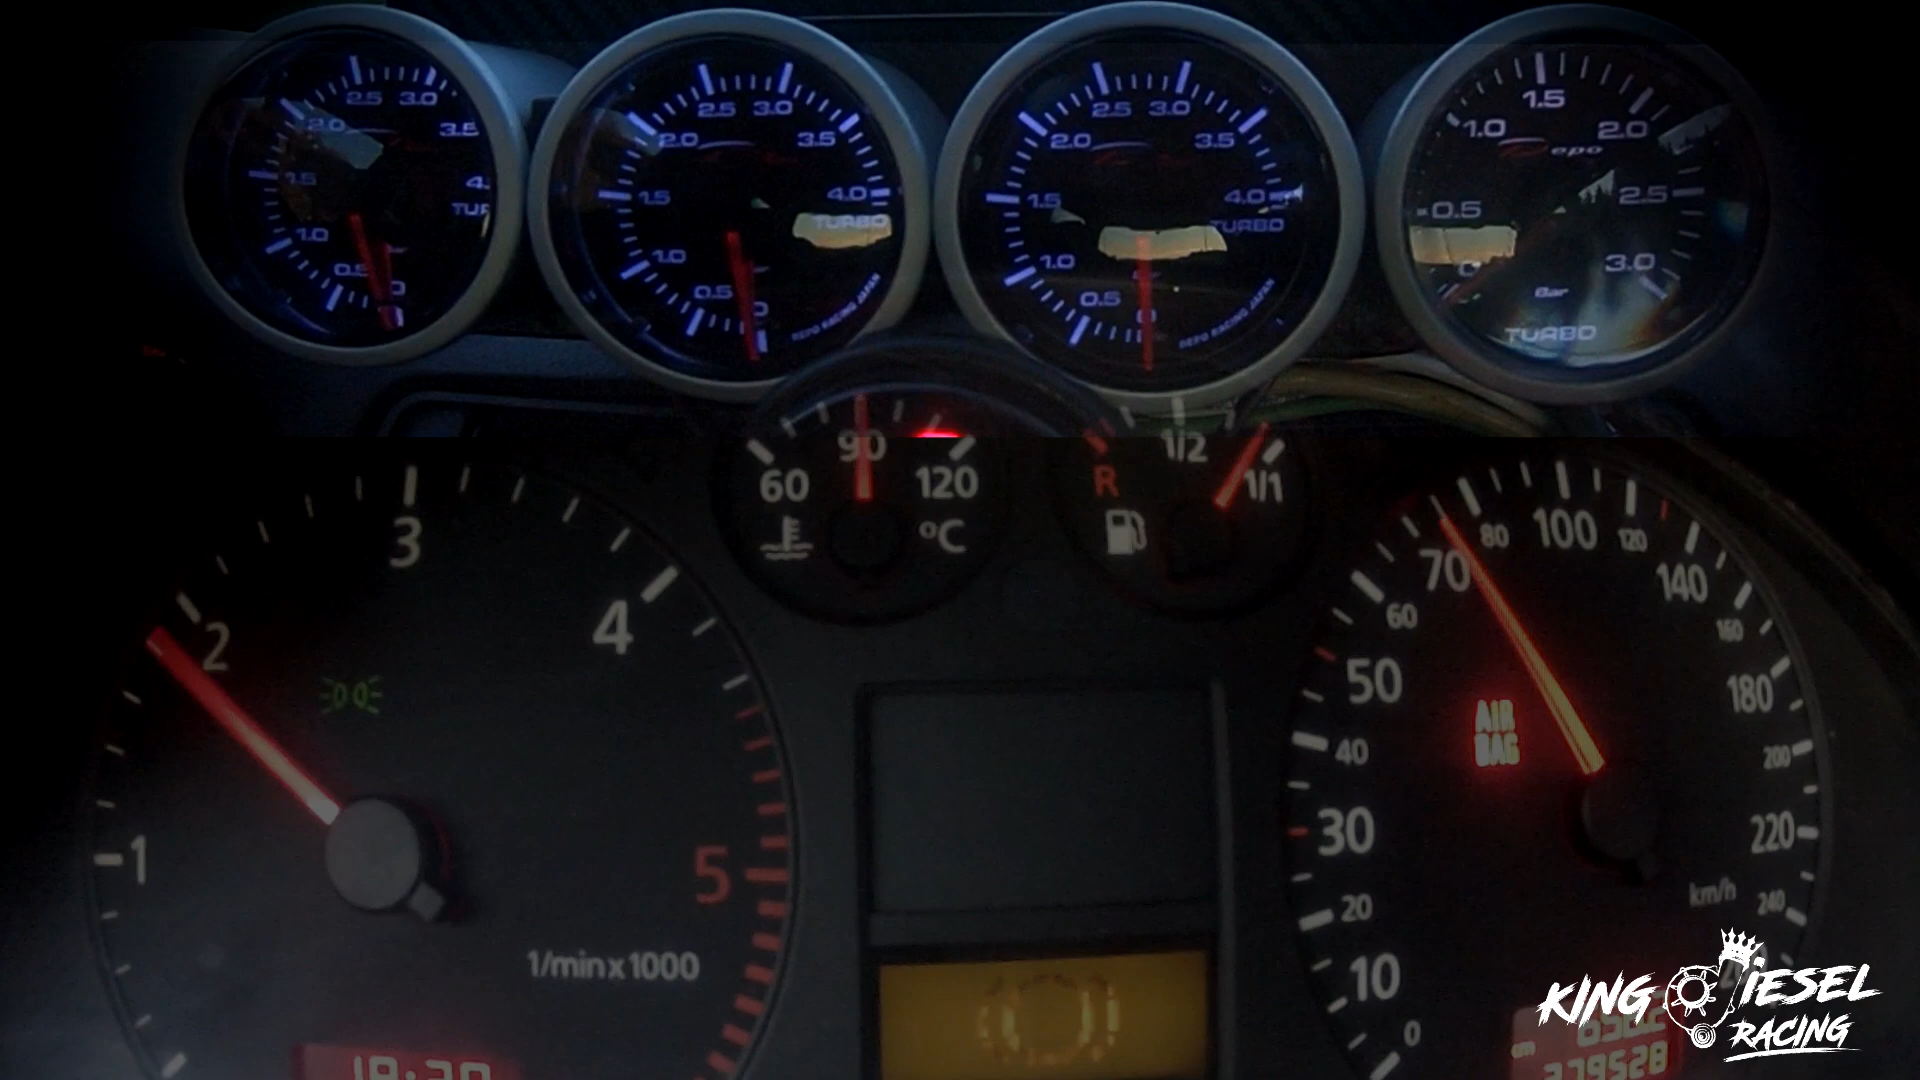 2.5 3.0
2.0 3.5
1.5
TUR
1.0
0.5 0
2.5 3.0
2.0 3.5
1.5 4.0
TURBO
1.0
0.5 0
DEPO RACING JAPAN
2.5 3.0
2.0 3.5
1.5 4.0
TURBO
1.0
0.5 0
DEPO RACING JAPAN
1.5
1.0 2.0
Depo
0.5 2.5
0 3.0
Bar
TURBO
60 90 120
°C
R 1/2 1/1
1 2 3 4 5
1/min x 1000
0 10 20 30 40 50 60 70 80 100 120 140 160 180 200 220 240
km/h
AIR
BAG
KING DIESEL
RACING